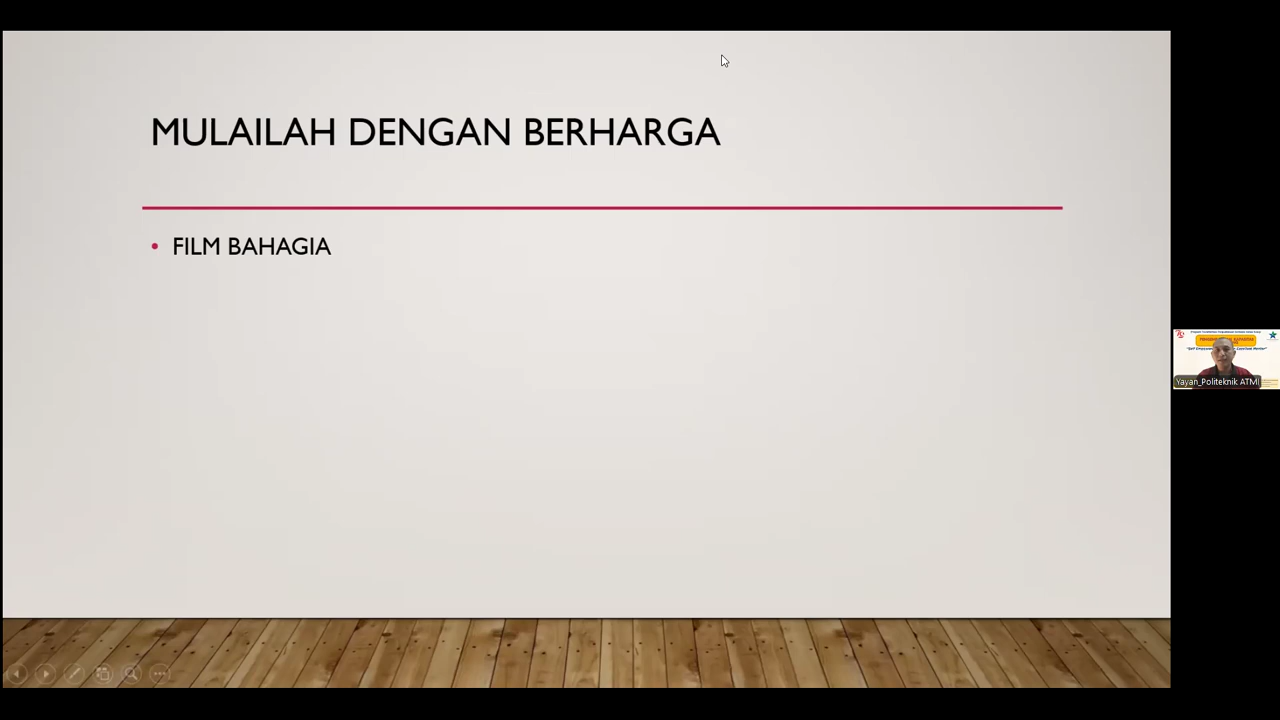 MULAILAH DENGAN BERHARGA
• FILM BAHAGIA
Yayan_Politeknik ATMI